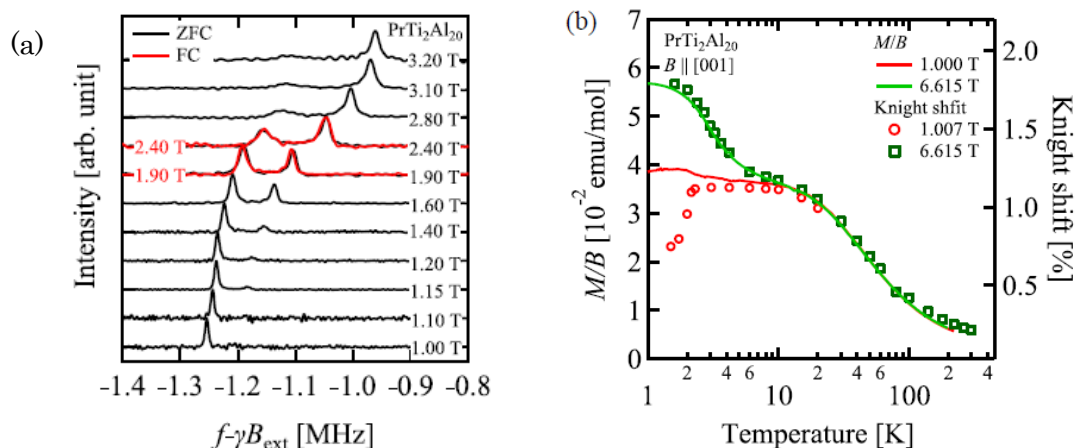 (a)
ZFC
FC
PrTi2Al20
3.20 T
3.10 T
2.80 T
2.40 T 2.40 T
1.90 T 1.90 T
1.60 T
1.40 T
1.20 T
1.15 T
1.10 T
1.00 T
Intensity [arb. unit]
-1.4 -1.3 -1.2 -1.1 -1.0 -0.9 -0.8
f-γBext [MHz]
(b)
PrTi2Al20
B || [001]
M/B
1.000 T
6.615 T
Knight shfit
1.007 T
6.615 T
M/B [10-2 emu/mol]
6
5
4
3
2
1
0
Knight shift [%]
2.0
1.5
1.0
0.5
1 2 4 6 10 2 4 6 100 2 4
Temperature [K]